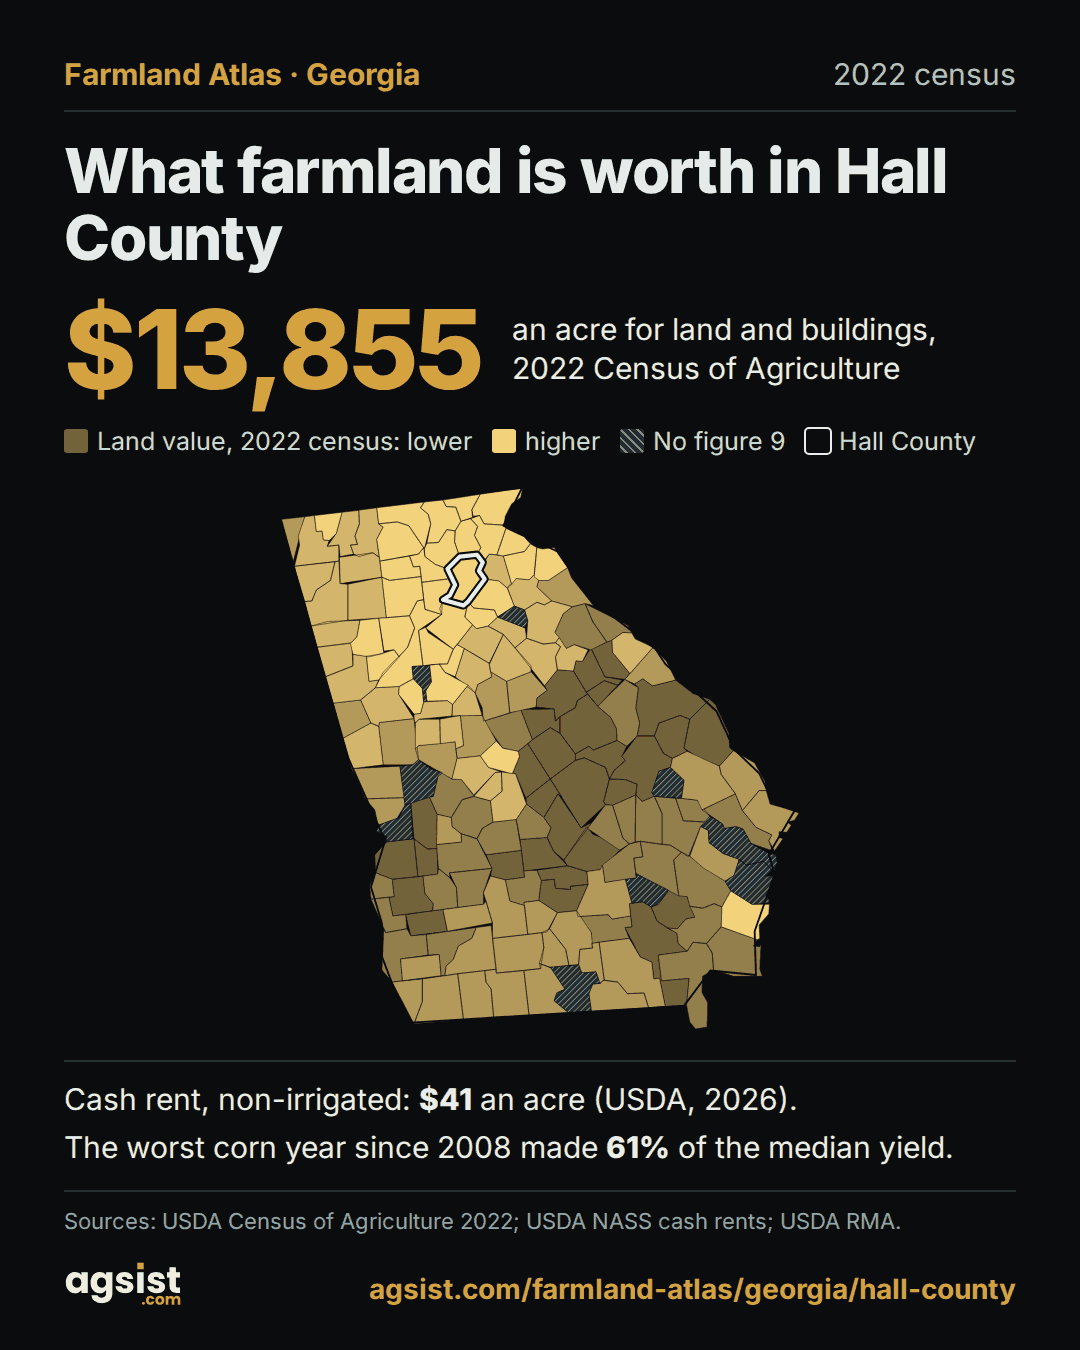 Farmland Atlas · Georgia
2022 census
What farmland is worth in Hall
County
$13,855
an acre for land and buildings,
2022 Census of Agriculture
Land value, 2022 census: lower higher No figure 9 Hall County
Cash rent, non-irrigated: $41 an acre (USDA, 2026).
The worst corn year since 2008 made 61% of the median yield.
Sources: USDA Census of Agriculture 2022; USDA NASS cash rents; USDA RMA.
agsist
.com
agsist.com/farmland-atlas/georgia/hall-county